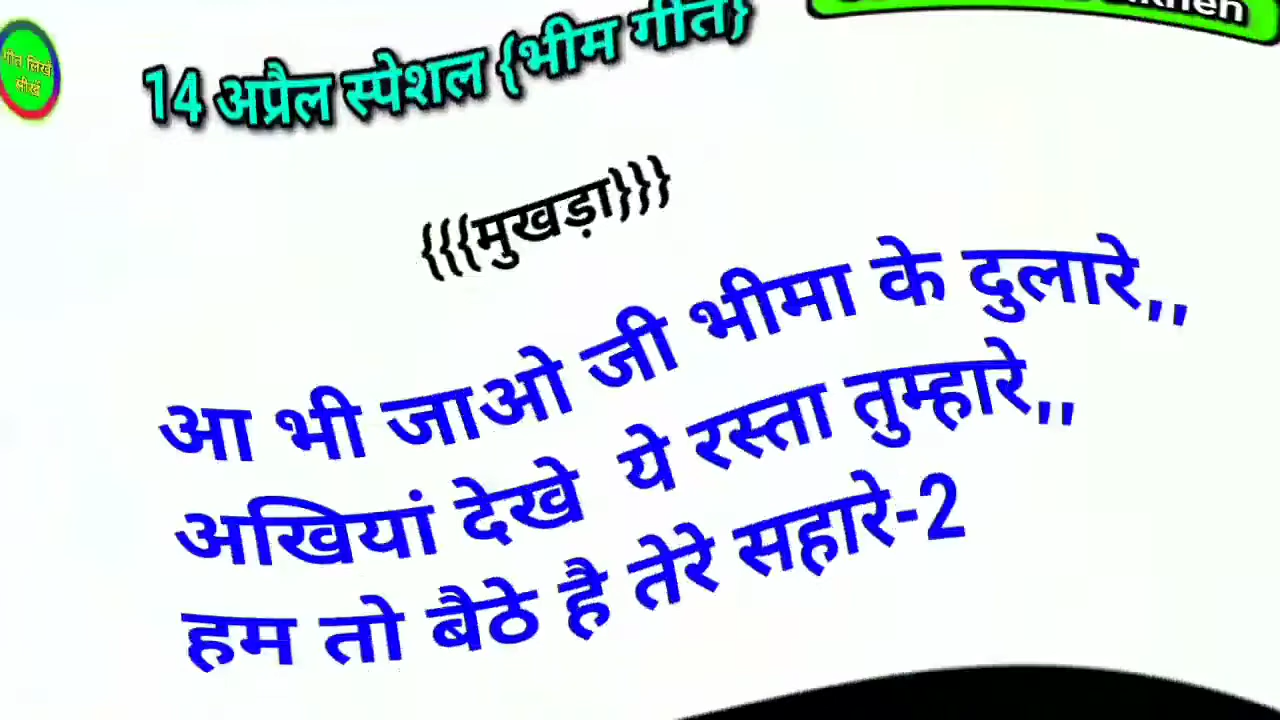 गीत लिखें
सीखें
14 अप्रैल स्पेशल {भीम गीत}
{{{मुखड़ा}}}
आ भी जाओ जी भीमा के दुलारे,,
अखियां देखे ये रस्ता तुम्हारे,,
हम तो बैठे है तेरे सहारे-2